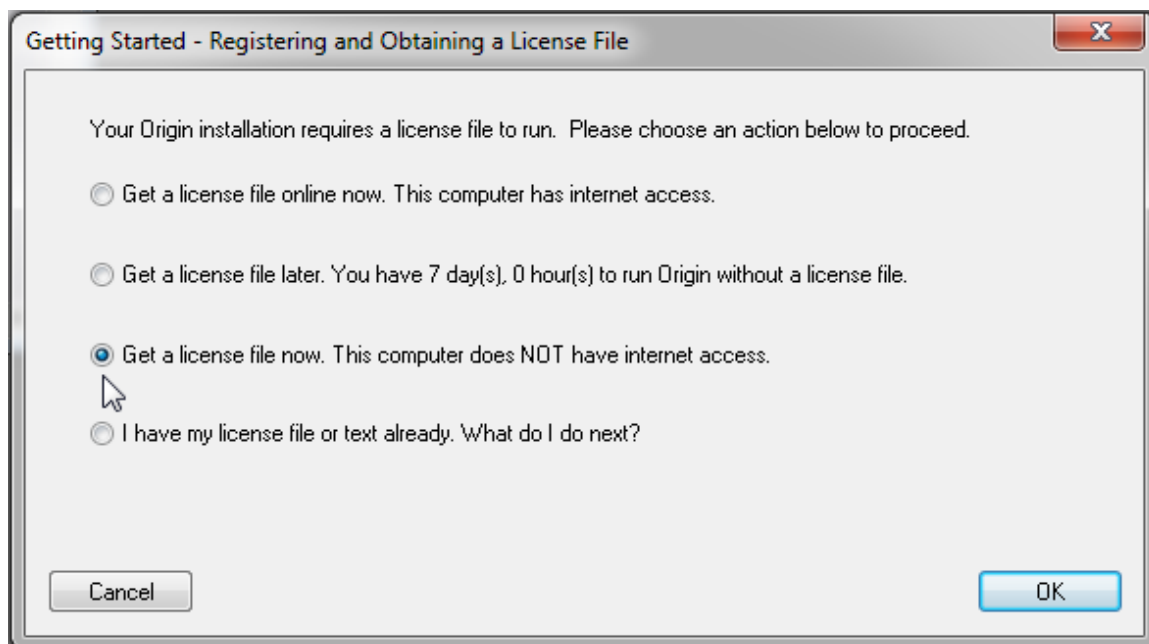 Getting Started - Registering and Obtaining a License File
Your Origin installation requires a license file to run. Please choose an action below to proceed.
Get a license file online now. This computer has internet access.
Get a license file later. You have 7 day(s), 0 hour(s) to run Origin without a license file.
Get a license file now. This computer does NOT have internet access.
I have my license file or text already. What do I do next?
Cancel
OK